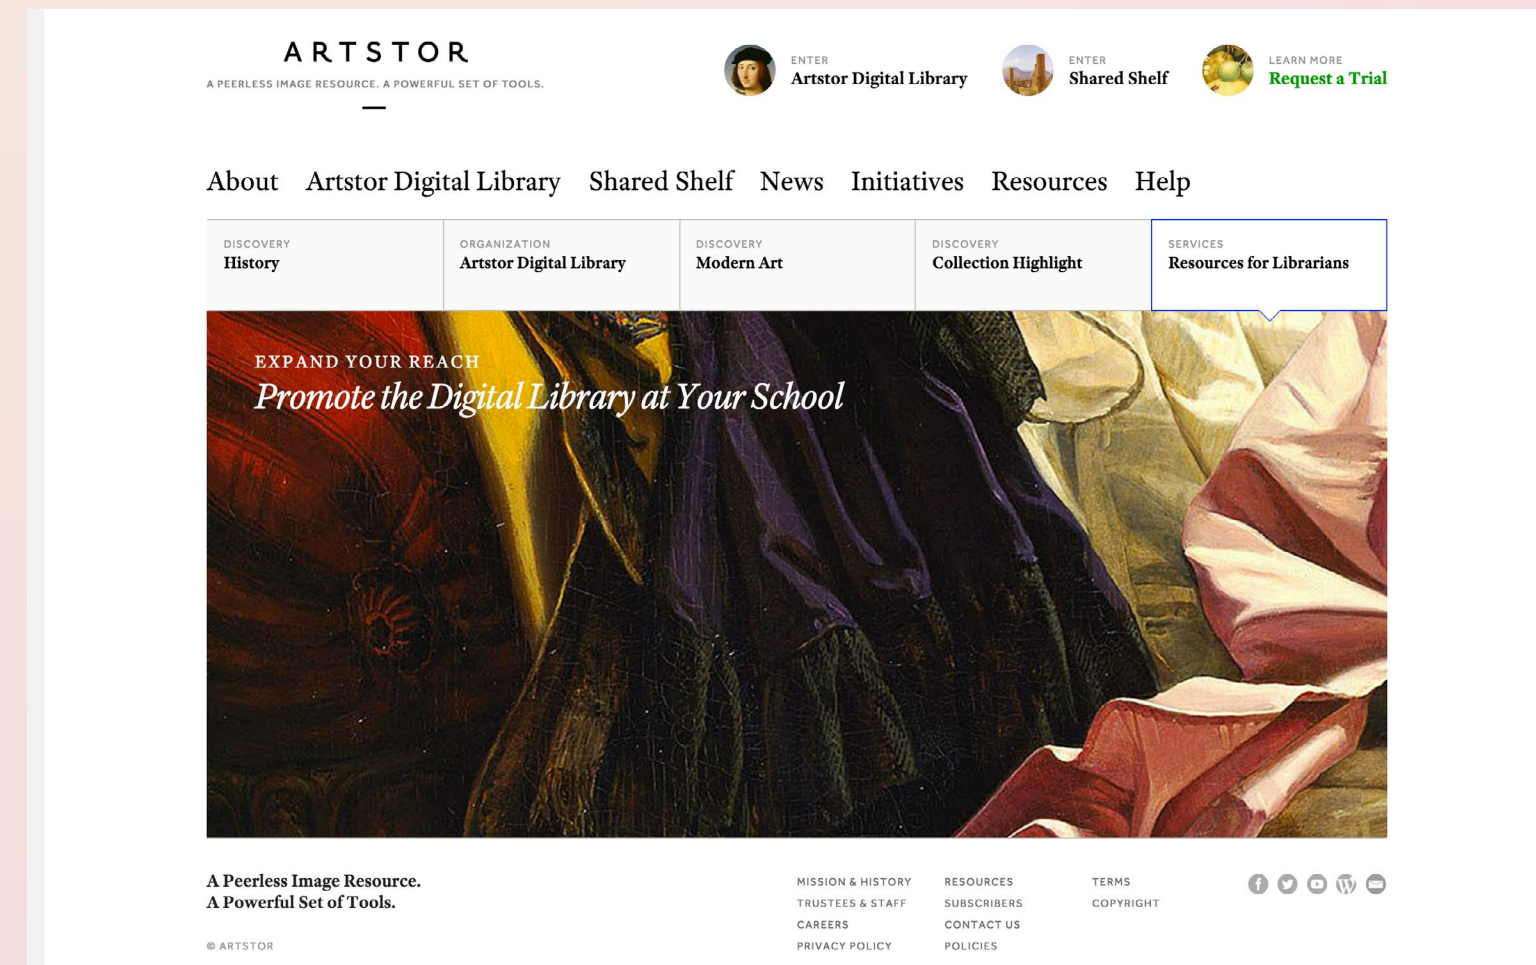 ARTSTOR
A PEERLESS IMAGE RESOURCE. A POWERFUL SET OF TOOLS.
ENTER
Artstor Digital Library
ENTER
Shared Shelf
LEARN MORE
Request a Trial
About Artstor Digital Library Shared Shelf News Initiatives Resources Help
DISCOVERY
History
ORGANIZATION
Artstor Digital Library
DISCOVERY
Modern Art
DISCOVERY
Collection Highlight
SERVICES
Resources for Librarians
EXPAND YOUR REACH
Promote the Digital Library at Your School
A Peerless Image Resource.
A Powerful Set of Tools.
© ARTSTOR
MISSION & HISTORY
TRUSTEES & STAFF
CAREERS
PRIVACY POLICY
RESOURCES
SUBSCRIBERS
CONTACT US
POLICIES
TERMS
COPYRIGHT